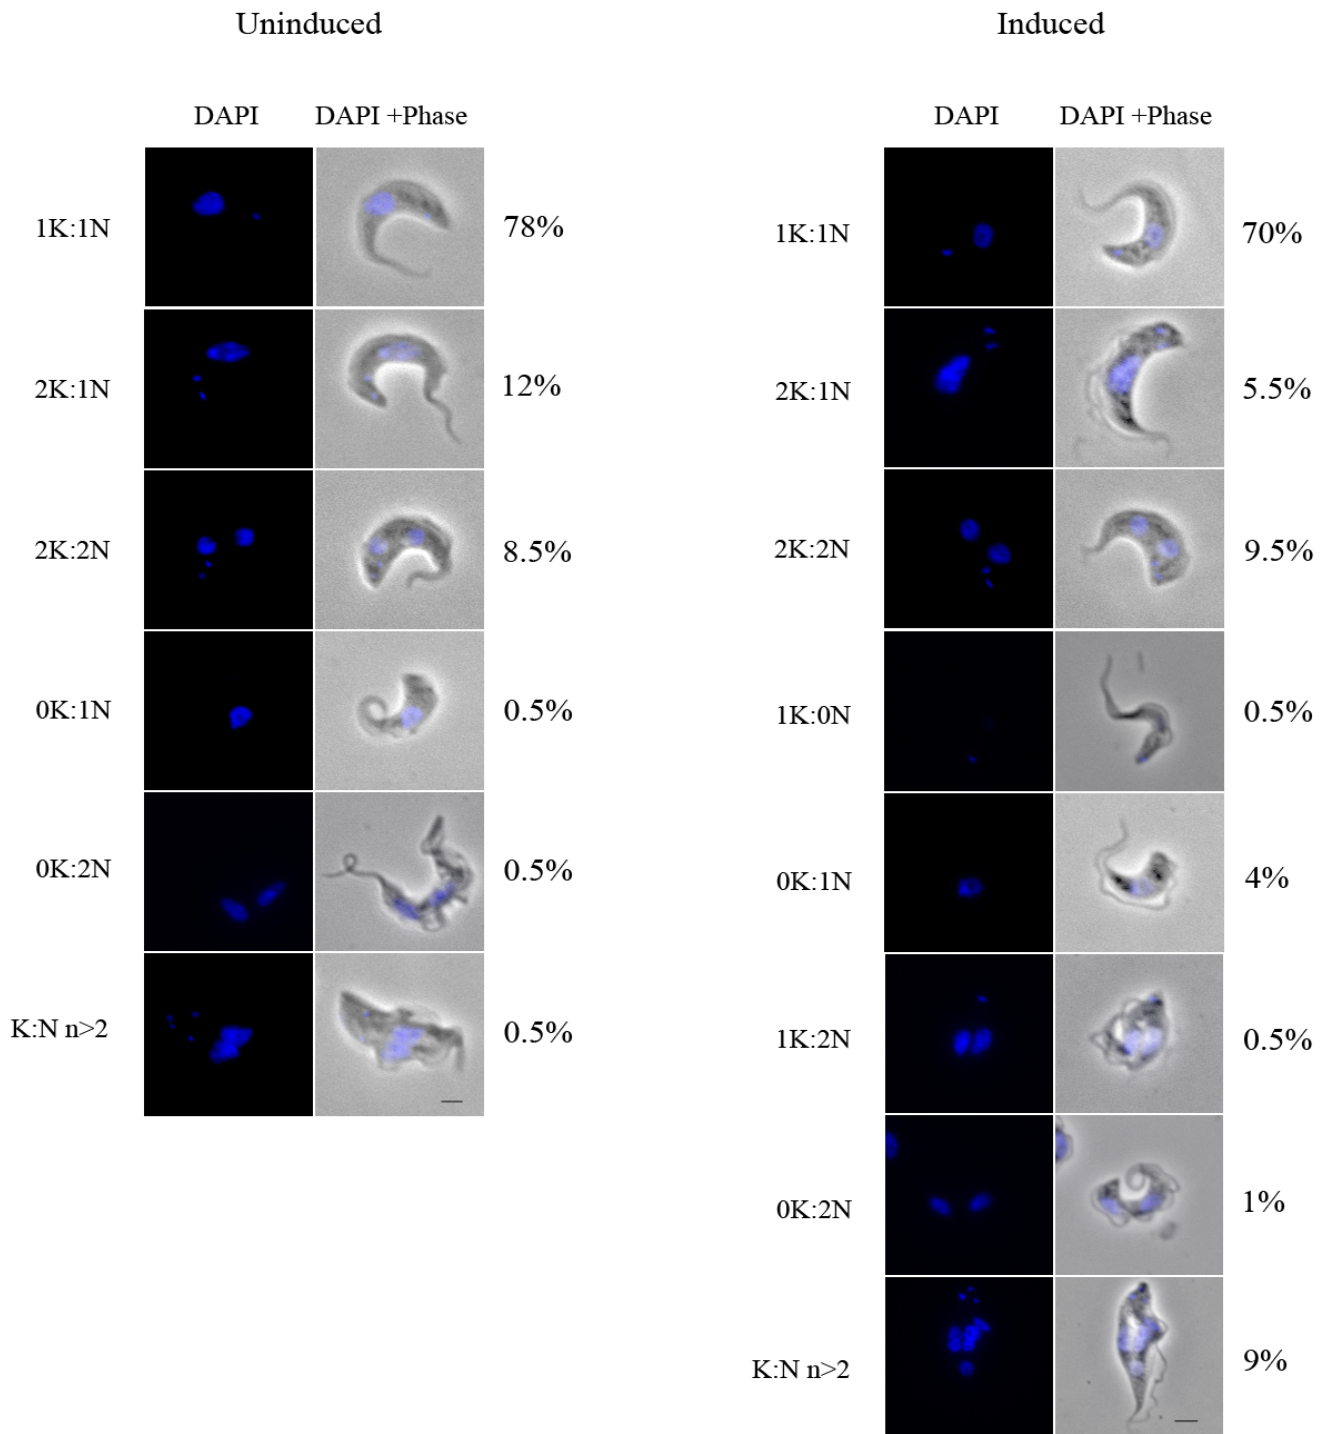 Uninduced
DAPI DAPI +Phase
1K:1N 78%
2K:1N 12%
2K:2N 8.5%
0K:1N 0.5%
0K:2N 0.5%
K:N n>2 0.5%
Induced
DAPI DAPI +Phase
1K:1N 70%
2K:1N 5.5%
2K:2N 9.5%
1K:0N 0.5%
0K:1N 4%
1K:2N 0.5%
0K:2N 1%
K:N n>2 9%